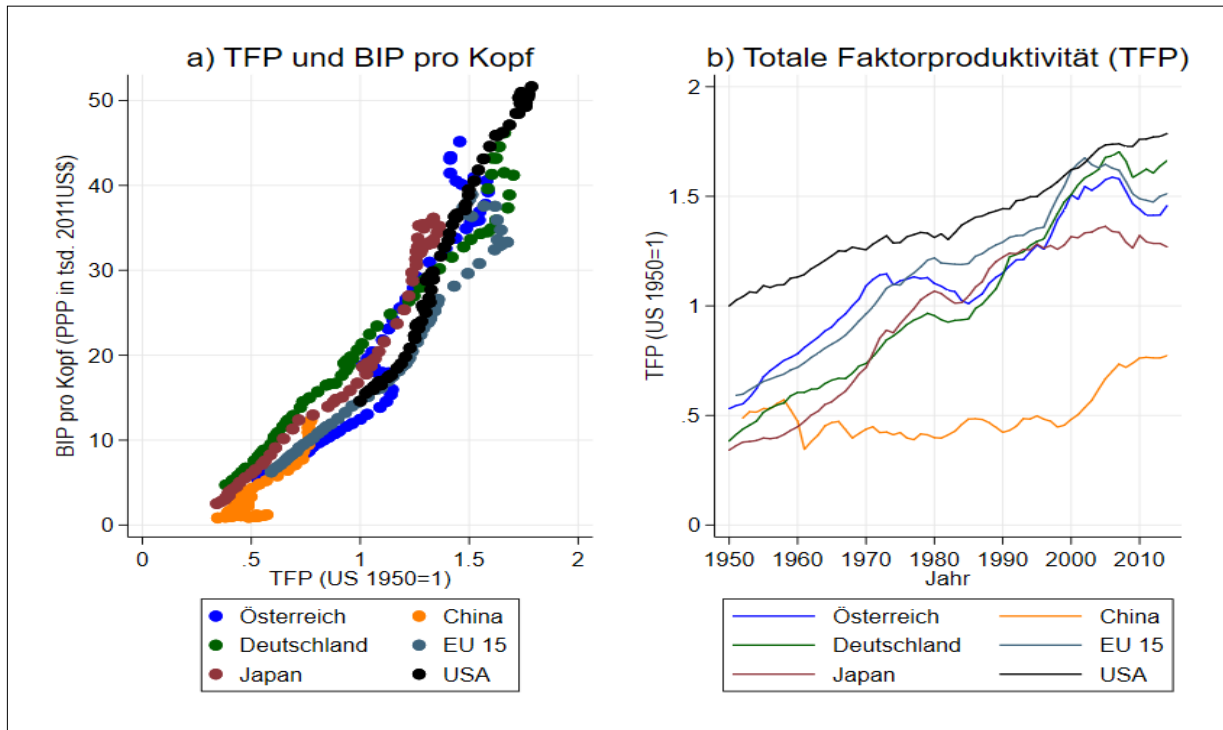 a) TFP und BIP pro Kopf
BIP pro Kopf (PPP in tsd. 2011US$)
50
40
30
20
10
0
0 .5 1 1.5 2
TFP (US 1950=1)
Österreich China
Deutschland EU 15
Japan USA
b) Totale Faktorproduktivität (TFP)
TFP (US 1950=1)
2
1.5
1
.5
0
1950 1960 1970 1980 1990 2000 2010
Jahr
Österreich China
Deutschland EU 15
Japan USA